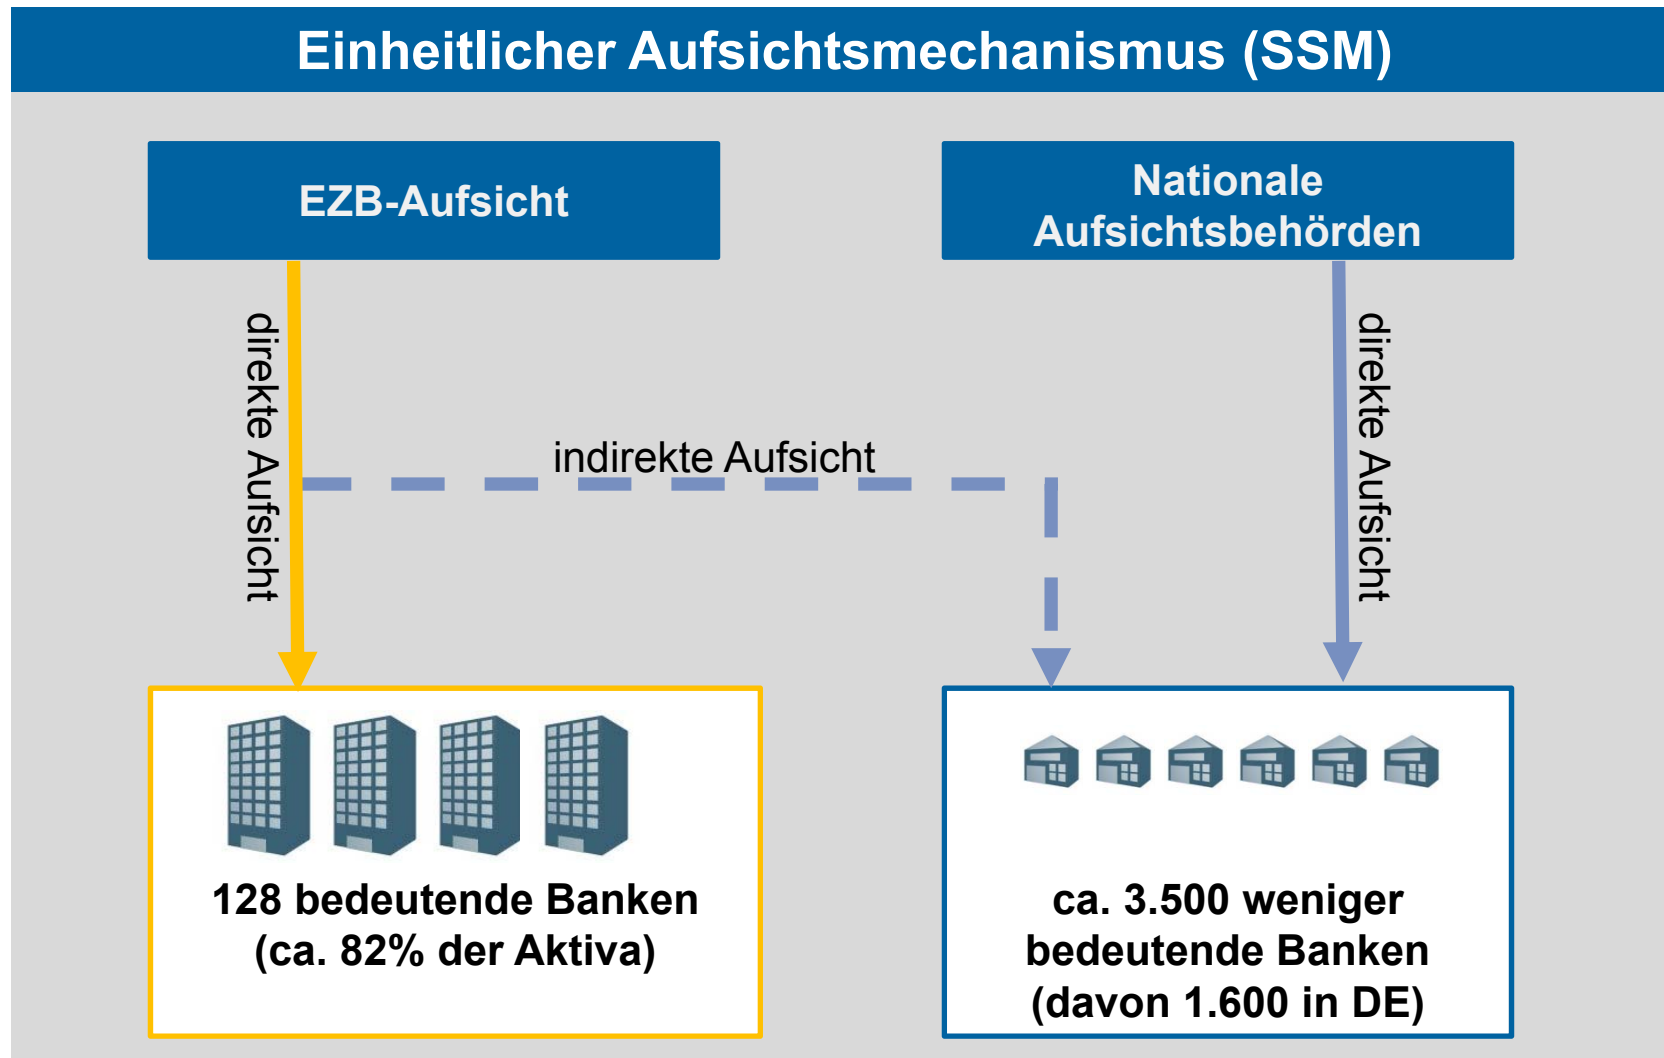 Einheitlicher Aufsichtsmechanismus (SSM)
EZB-Aufsicht
Nationale
Aufsichtsbehörden
direkte Aufsicht
indirekte Aufsicht
direkte Aufsicht
128 bedeutende Banken
(ca. 82% der Aktiva)
ca. 3.500 weniger
bedeutende Banken
(davon 1.600 in DE)